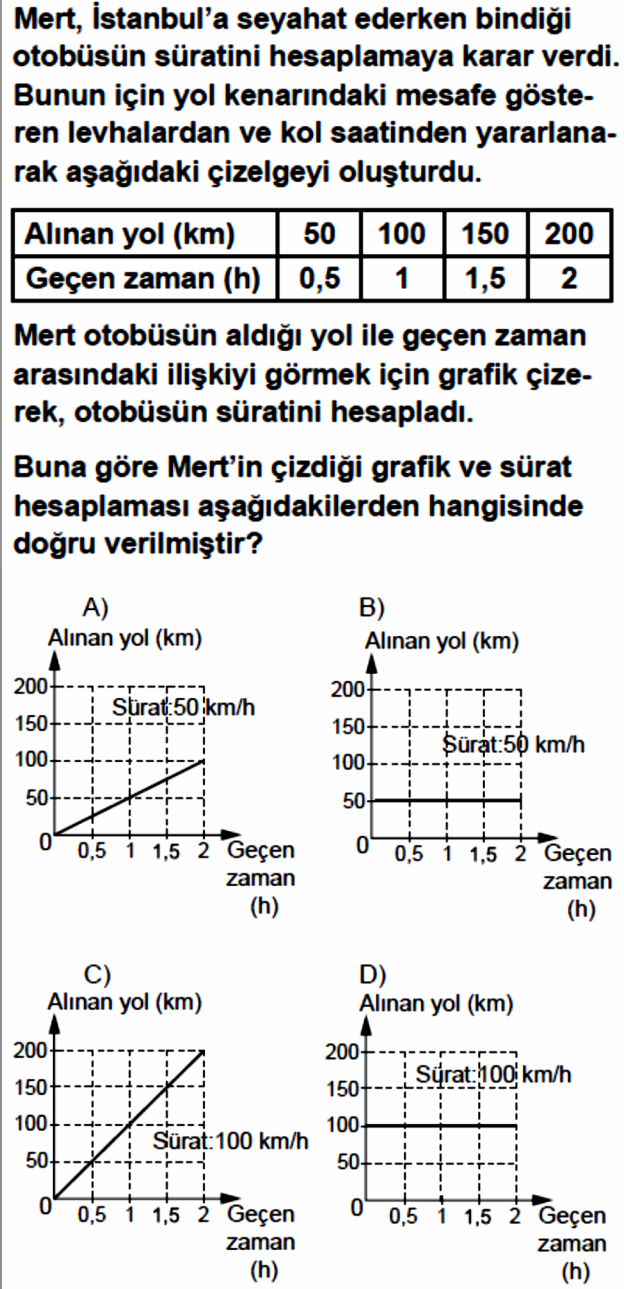 Mert, İstanbul’a seyahat ederken bindiği
otobüsün süratini hesaplamaya karar verdi.
Bunun için yol kenarındaki mesafe göste-
ren levhalardan ve kol saatinden yararlana-
rak aşağıdaki çizelgeyi oluşturdu.
Alınan yol (km) 50 100 150 200
Geçen zaman (h) 0,5 1 1,5 2
Mert otobüsün aldığı yol ile geçen zaman
arasındaki ilişkiyi görmek için grafik çize-
rek, otobüsün süratini hesapladı.
Buna göre Mert’in çizdiği grafik ve sürat
hesaplaması aşağıdakilerden hangisinde
doğru verilmiştir?
A)
Alınan yol (km)
200
Sürat:50 km/h
150
100
50
0
0,5 1 1,5 2 Geçen
zaman
(h)
B)
Alınan yol (km)
200
150
Sürat:50 km/h
100
50
0
0,5 1 1,5 2 Geçen
zaman
(h)
C)
Alınan yol (km)
200
150
100
Sürat:100 km/h
50
0
0,5 1 1,5 2 Geçen
zaman
(h)
D)
Alınan yol (km)
200
Sürat:100 km/h
150
100
50
0
0,5 1 1,5 2 Geçen
zaman
(h)